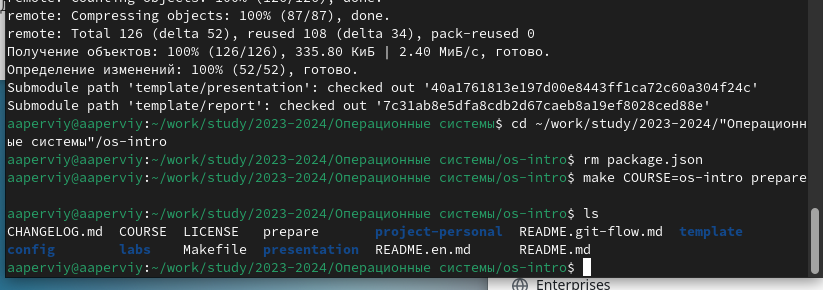 remote: Counting objects: 100% (126/126), done.
remote: Compressing objects: 100% (87/87), done.
remote: Total 126 (delta 52), reused 108 (delta 34), pack-reused 0
Получение объектов: 100% (126/126), 335.80 КиБ | 2.40 МиБ/с, готово.
Определение изменений: 100% (52/52), готово.
Submodule path 'template/presentation': checked out '40a1761813e197d00e8443ff1ca72c60a304f24c'
Submodule path 'template/report': checked out '7c31ab8e5dfa8cdb2d67caeb8a19ef8028ced88e'
aaperviy@aaperviy:~/work/study/2023-2024/Операционные системы$ cd ~/work/study/2023-2024/"Операционн
ые системы"/os-intro
aaperviy@aaperviy:~/work/study/2023-2024/Операционные системы/os-intro$ rm package.json
aaperviy@aaperviy:~/work/study/2023-2024/Операционные системы/os-intro$ make COURSE=os-intro prepare
aaperviy@aaperviy:~/work/study/2023-2024/Операционные системы/os-intro$ ls
CHANGELOG.md COURSE LICENSE prepare project-personal README.git-flow.md template
config labs Makefile presentation README.en.md README.md
aaperviy@aaperviy:~/work/study/2023-2024/Операционные системы/os-intro$
Enterprises